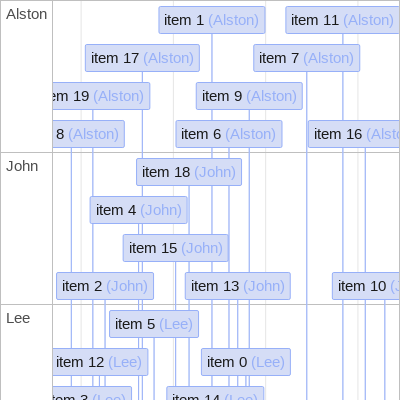 Alston
item 1 (Alston)
item 11 (Alston)
item 17 (Alston)
item 7 (Alston)
em 19 (Alston)
item 9 (Alston)
8 (Alston)
item 6 (Alston)
item 16 (Alsto
John
item 18 (John)
item 4 (John)
item 15 (John)
item 2 (John)
item 13 (John)
item 10 (J
Lee
item 5 (Lee)
item 12 (Lee)
item 0 (Lee)
item 3 (Lee)
item 14 (Lee)